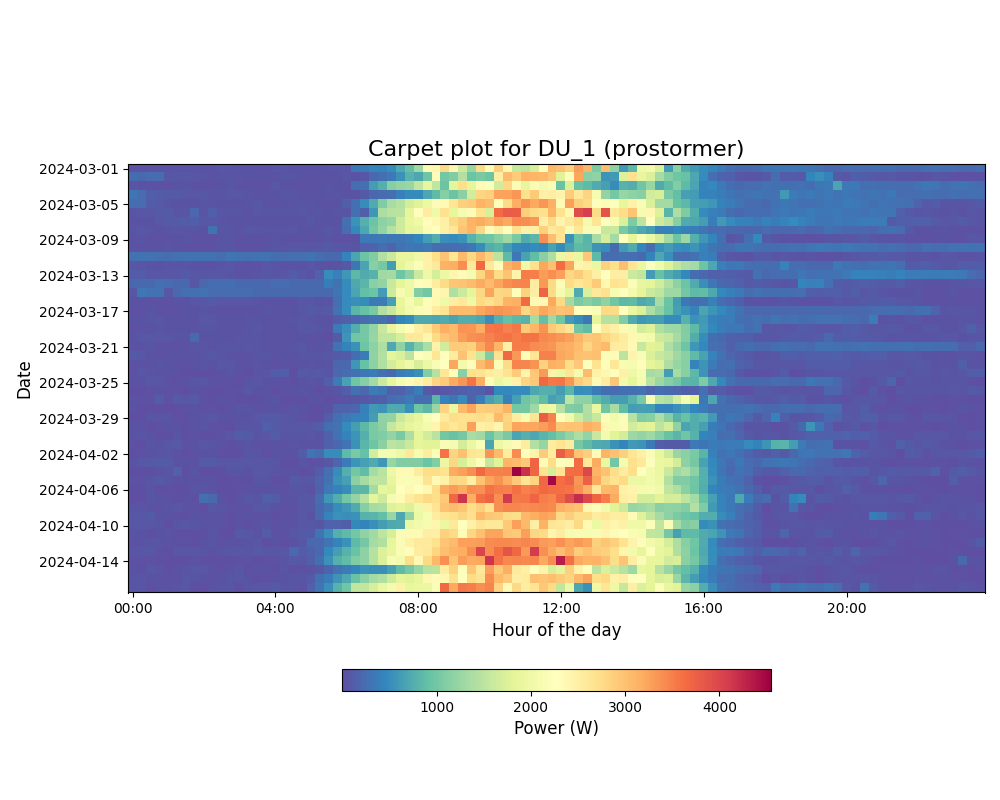 Carpet plot for DU_1 (prostormer)
2024-03-01
2024-03-05
2024-03-09
2024-03-13
2024-03-17
2024-03-21
2024-03-25
2024-03-29
2024-04-02
2024-04-06
2024-04-10
2024-04-14
Date
00:00 04:00 08:00 12:00 16:00 20:00
Hour of the day
1000 2000 3000 4000
Power (W)